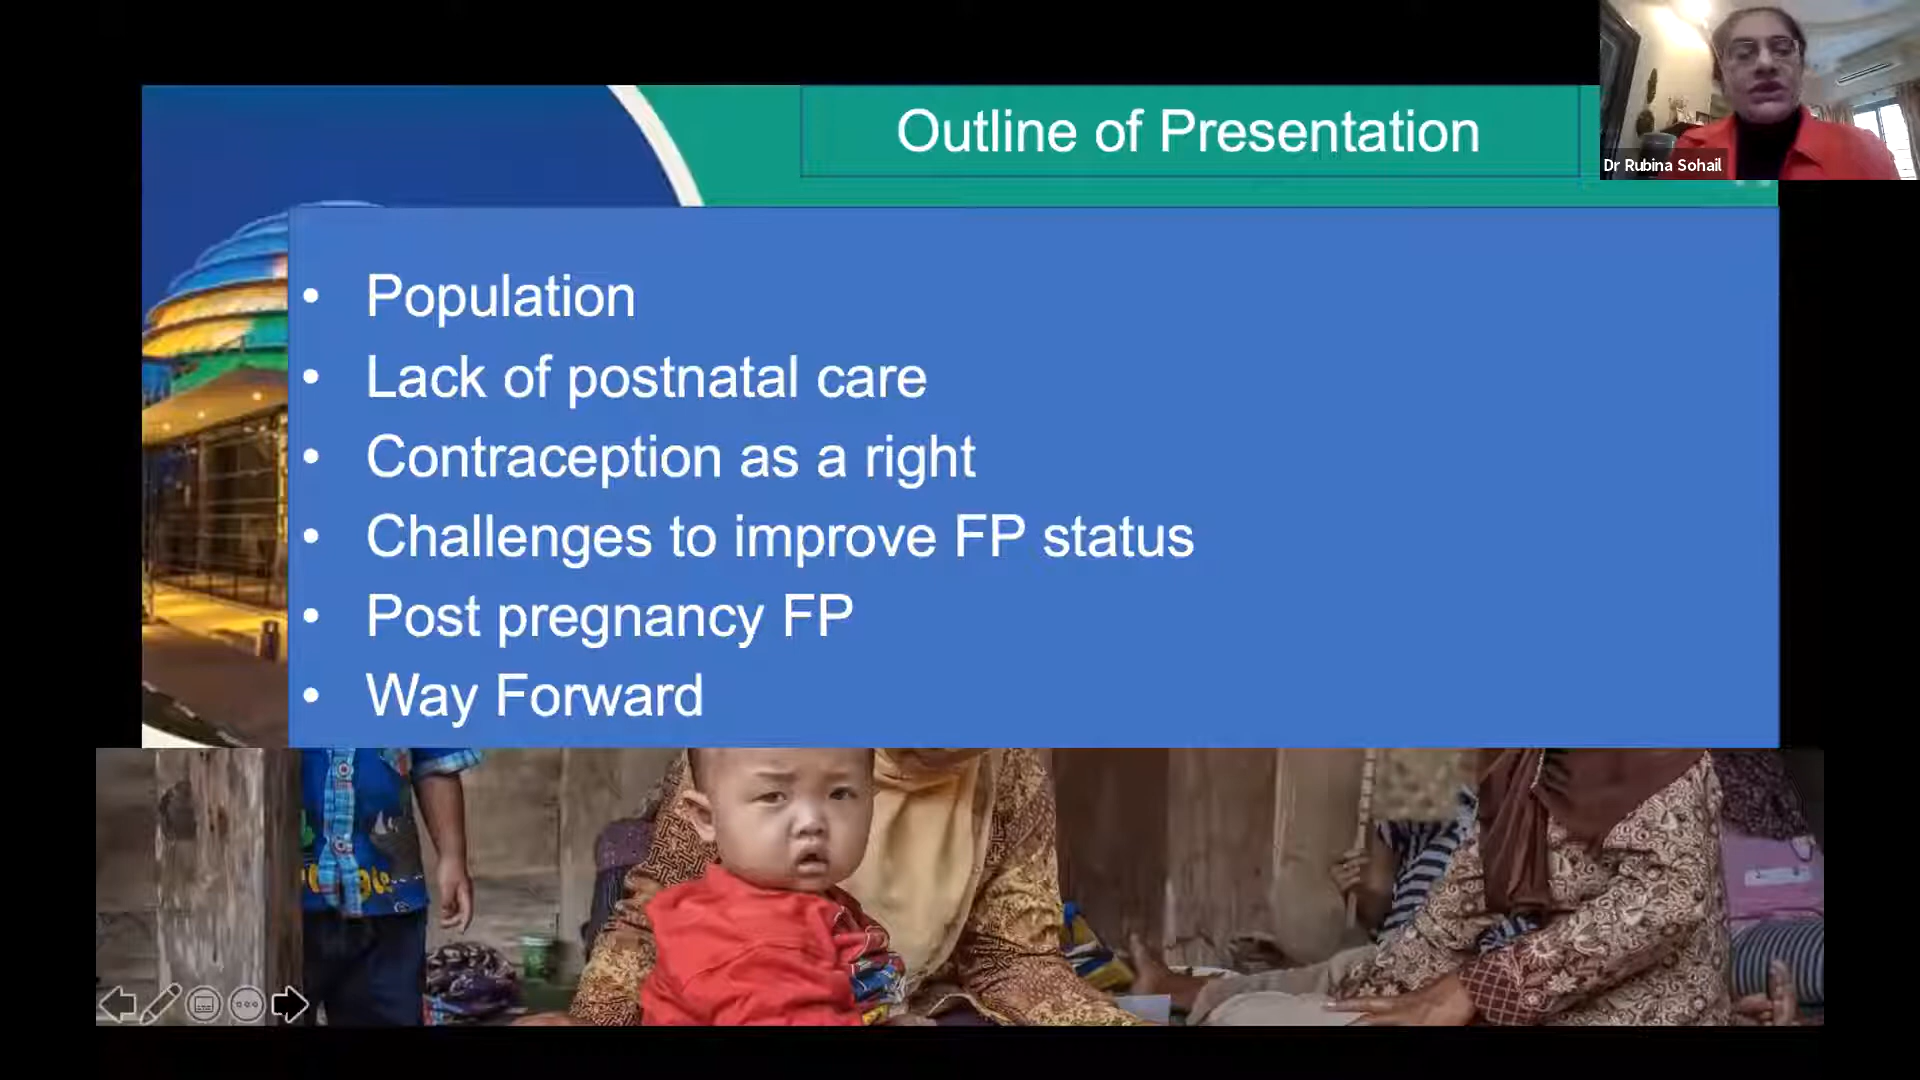 Outline of Presentation
Dr Rubina Sohail
• Population
• Lack of postnatal care
• Contraception as a right
• Challenges to improve FP status
• Post pregnancy FP
• Way Forward